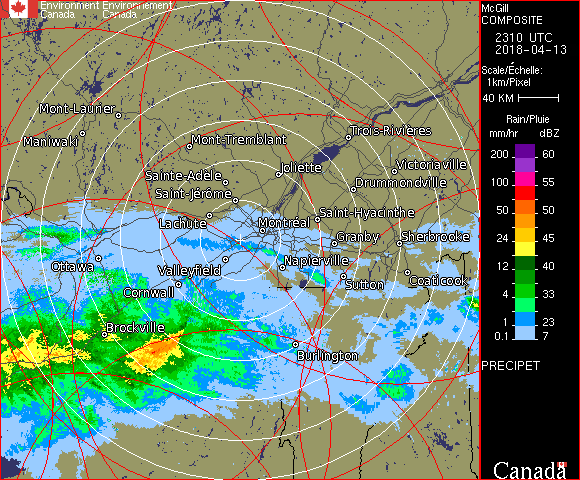 Environment Environnement
Canada Canada
McGill
COMPOSITE
2310 UTC
2018-04-13
Scale/Échelle:
1km/Pixel
40 KM
Rain/Pluie
mm/hr dBZ
200 60
100 55
50 50
24 45
12 40
4 33
1 23
0.1 7
PRECIPET
Canada
Mont-Laurier
Maniwaki
Mont-Tremblant
Trois-Rivières
Joliette
Victoriaville
Sainte-Adèle
Drummondville
Saint-Jérôme
Lachute
Montréal
Saint-Hyacinthe
Granby
Sherbrooke
Ottawa
Valleyfield
Napierville
Cornwall
Sutton
Coaticook
Brockville
Burlington